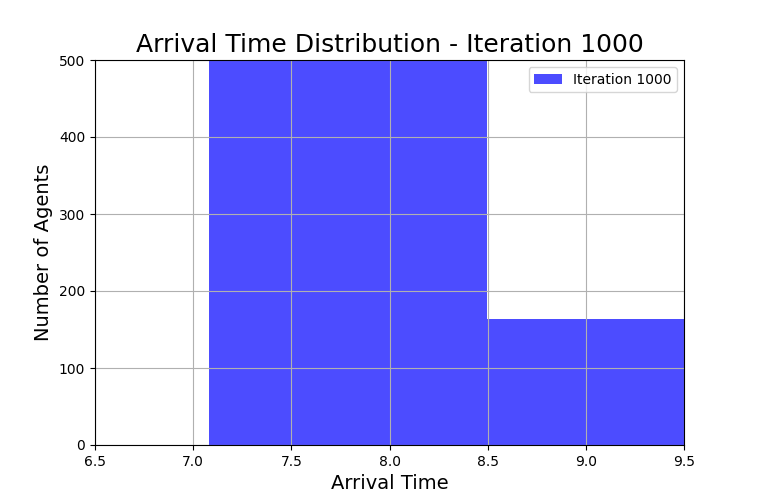 Arrival Time Distribution - Iteration 1000
Iteration 1000
Number of Agents
500
400
300
200
100
0
6.5 7.0 7.5 8.0 8.5 9.0 9.5
Arrival Time